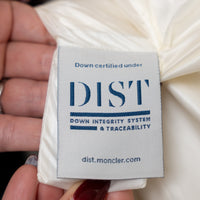 Down certified under
DIST
DOWN INTEGRITY SYSTEM
& TRACEABILITY
dist.moncler.com